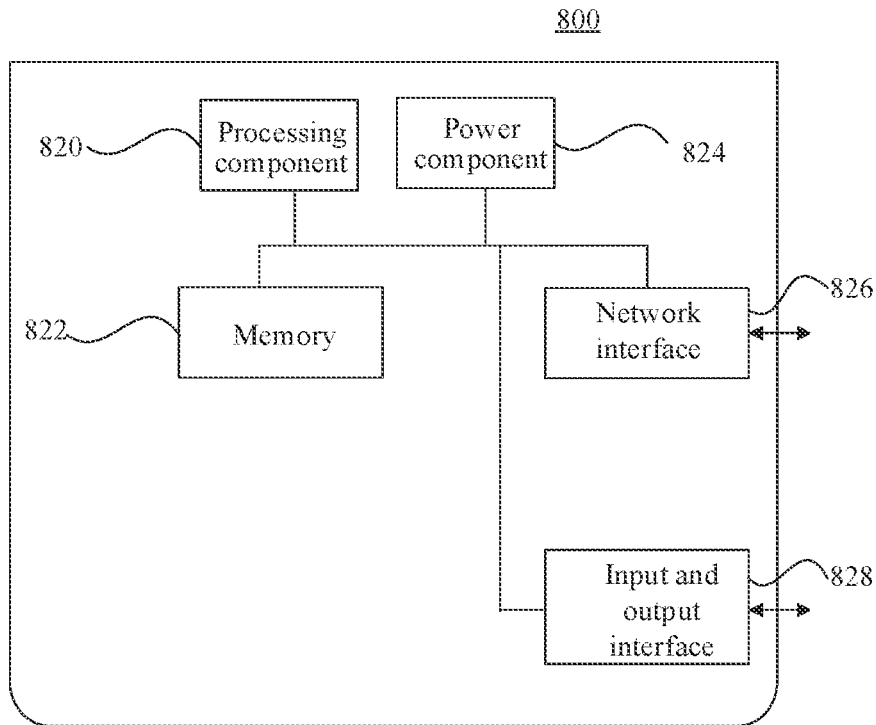 800
820
Processing
component
Power
component
824
822
Memory
Network
interface
826
Input and
output
interface
828